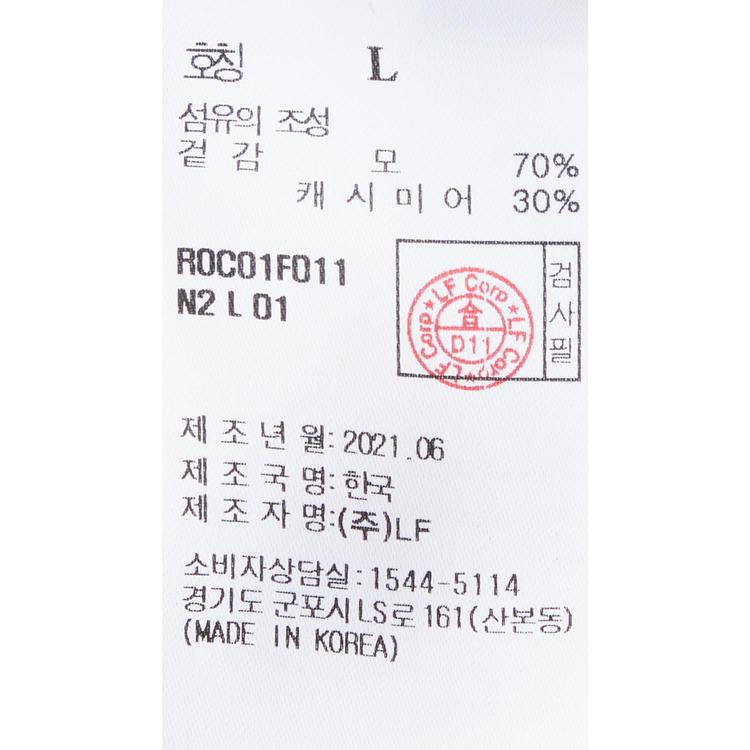 호칭 L
섬유의 조성
겉 감 모 70%
캐 시 미 어 30%
ROC01F011
N2 L 01
LF Corp ★ LF Corp ★ LF Corp ★
合
D11
검사필
제 조 년 월: 2021.06
제 조 국 명: 한국
제 조 자 명:(주)LF
소비자상담실: 1544-5114
경기도 군포시 LS로 161(산본동)
(MADE IN KOREA)